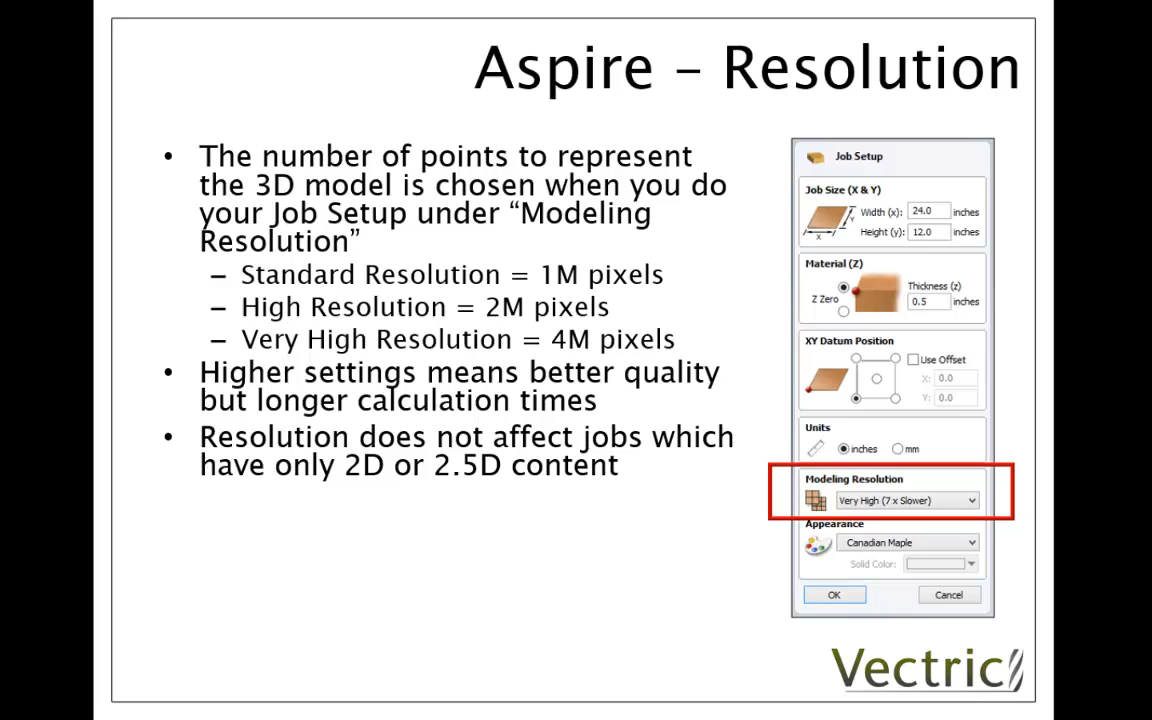 Aspire – Resolution
• The number of points to represent
the 3D model is chosen when you do
your Job Setup under “Modeling
Resolution”
– Standard Resolution = 1M pixels
– High Resolution = 2M pixels
– Very High Resolution = 4M pixels
• Higher settings means better quality
but longer calculation times
• Resolution does not affect jobs which
have only 2D or 2.5D content
Job Setup
Job Size (X & Y)
Width (x): 24.0 inches
Height (y): 12.0 inches
Y
X
Material (Z)
Z Zero
Thickness (z)
0.5 inches
XY Datum Position
Use Offset
X: 0.0
Y: 0.0
Units
inches mm
Modeling Resolution
Very High (7 x Slower)
Appearance
Canadian Maple
Solid Color:
OK Cancel
Vectric